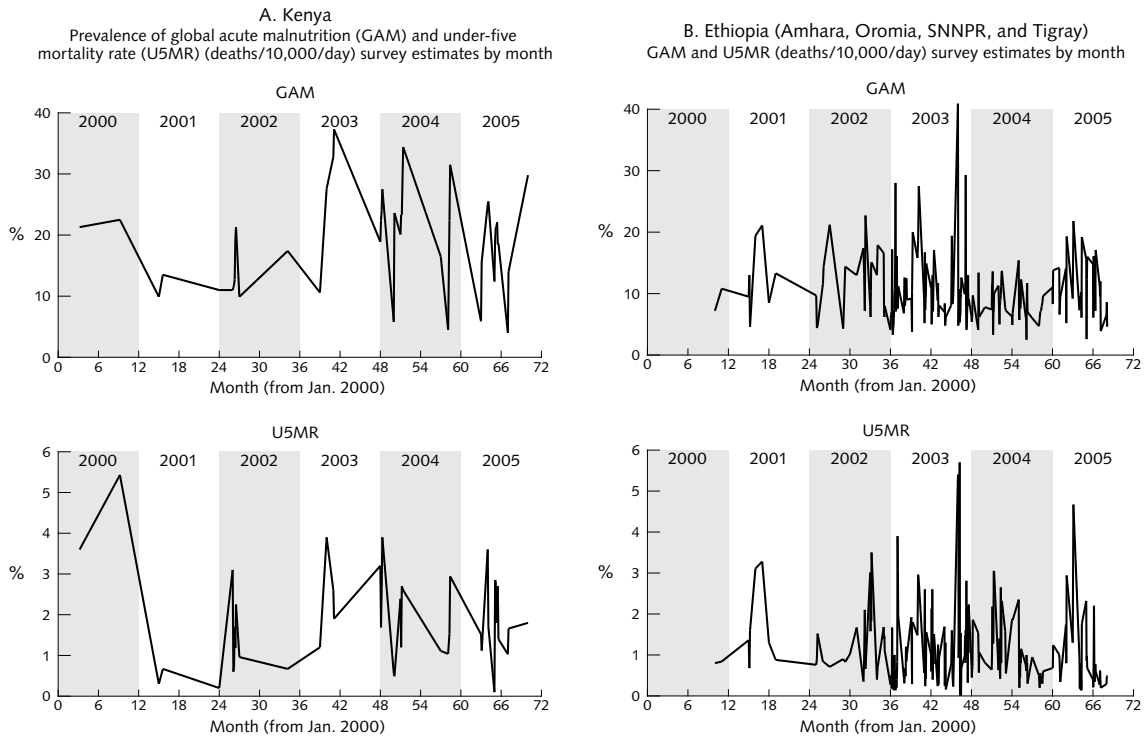 A. Kenya
Prevalence of global acute malnutrition (GAM) and under-five
mortality rate (U5MR) (deaths/10,000/day) survey estimates by month
GAM
40
30
20
10
0
%
2000 2001 2002 2003 2004 2005
0 6 12 18 24 30 36 42 48 54 60 66 72
Month (from Jan. 2000)
U5MR
6
5
4
3
2
1
0
%
2000 2001 2002 2003 2004 2005
0 6 12 18 24 30 36 42 48 54 60 66 72
Month (from Jan. 2000)
B. Ethiopia (Amhara, Oromia, SNNPR, and Tigray)
GAM and U5MR (deaths/10,000/day) survey estimates by month
GAM
40
30
20
10
0
%
2000 2001 2002 2003 2004 2005
0 6 12 18 24 30 36 42 48 54 60 66 72
Month (from Jan. 2000)
U5MR
6
5
4
3
2
1
0
%
2000 2001 2002 2003 2004 2005
0 6 12 18 24 30 36 42 48 54 60 66 72
Month (from Jan. 2000)